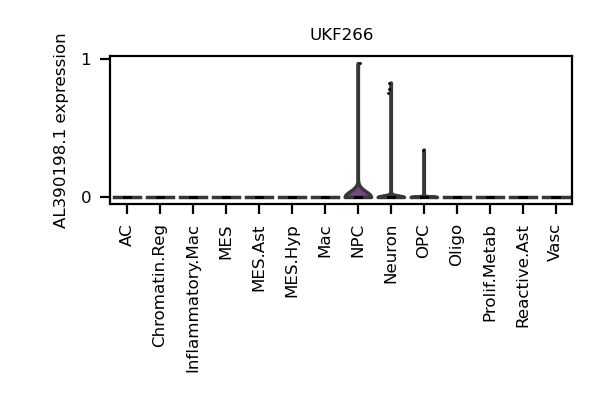 UKF266
AL390198.1 expression
1
0
AC
Chromatin.Reg
Inflammatory.Mac
MES
MES.Ast
MES.Hyp
Mac
NPC
Neuron
OPC
Oligo
Prolif.Metab
Reactive.Ast
Vasc